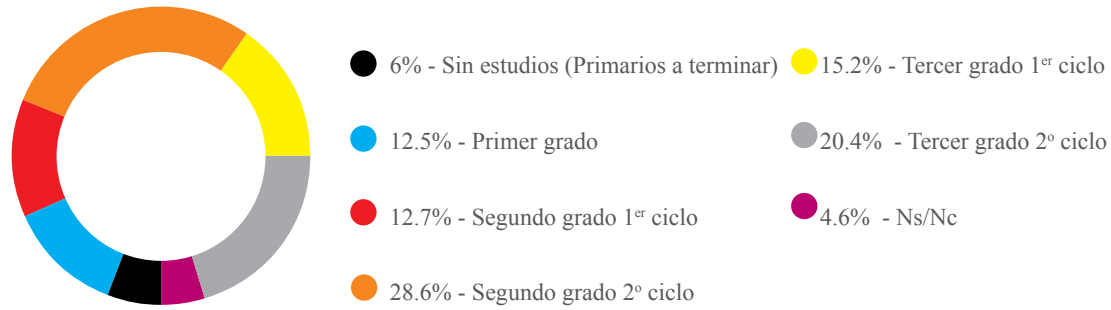 6% - Sin estudios (Primarios a terminar)
12.5% - Primer grado
12.7% - Segundo grado 1er ciclo
28.6% - Segundo grado 2o ciclo
15.2% - Tercer grado 1er ciclo
20.4% - Tercer grado 2o ciclo
4.6% - Ns/Nc